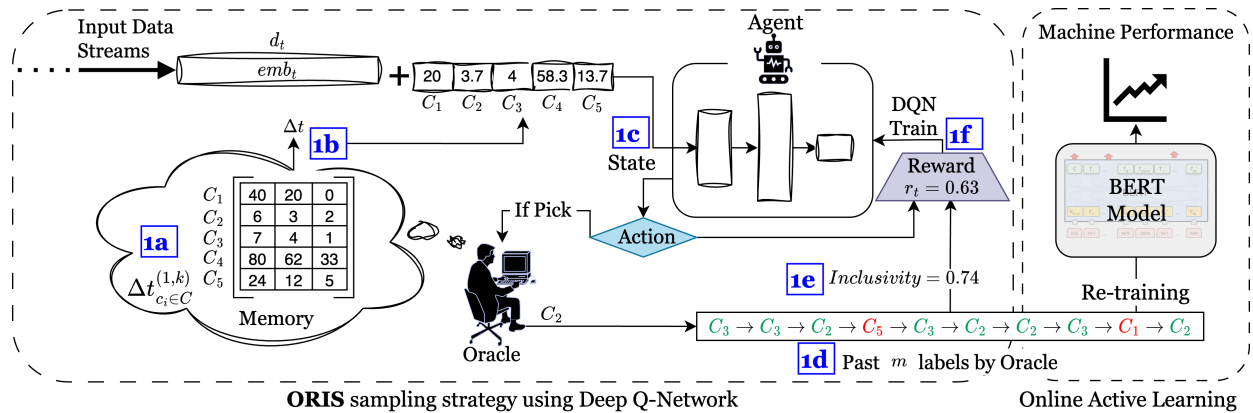 Input Data
Streams
d_t
emb_t
+
20 3.7 4 58.3 13.7
C_1 C_2 C_3 C_4 C_5
Agent
Machine Performance
Δt
1b
1c
State
DQN
Train
1f
Reward
r_t = 0.63
BERT
Model
1a
Δt^{(1,k)}_{c_i∈C}
C_1 40 20 0
C_2 6 3 2
C_3 7 4 1
C_4 80 62 33
C_5 24 12 5
Memory
If Pick
Action
Oracle
C_2
1e
Inclusivity = 0.74
Re-training
C_3 → C_3 → C_2 → C_5 → C_3 → C_2 → C_2 → C_3 → C_1 → C_2
1d
Past m labels by Oracle
ORIS sampling strategy using Deep Q-Network
Online Active Learning